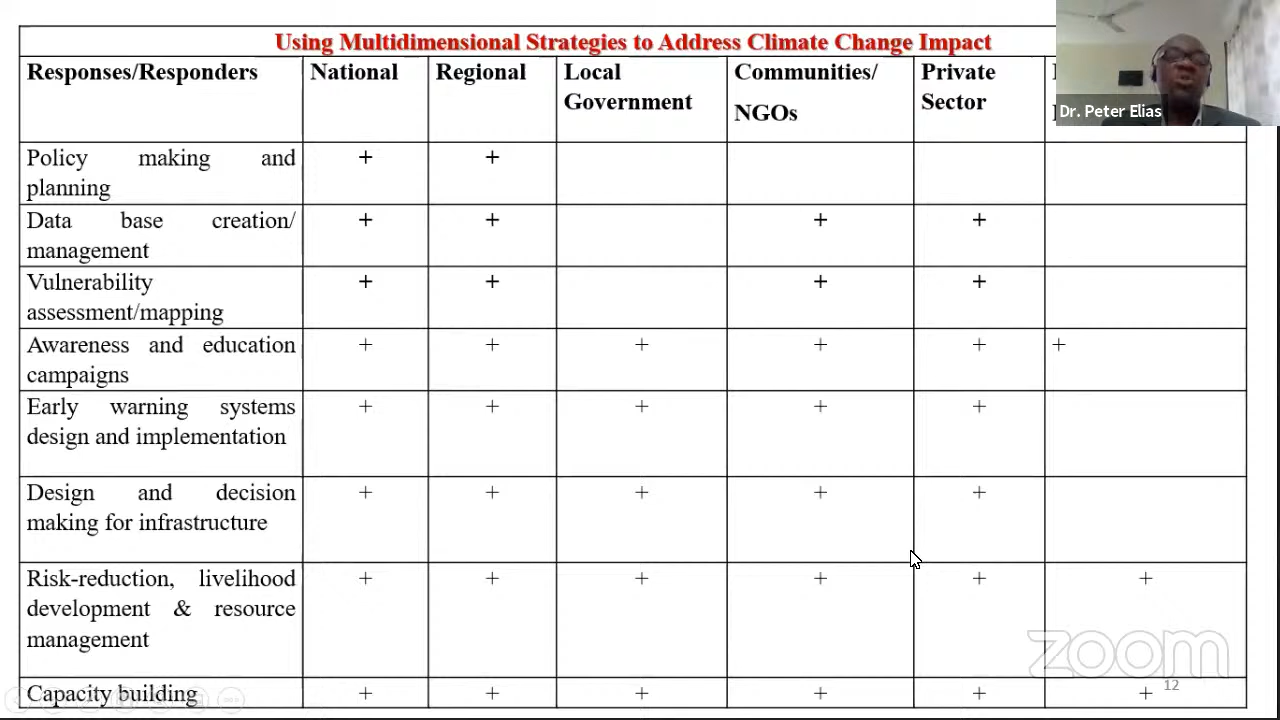 Using Multidimensional Strategies to Address Climate Change Impact
Responses/Responders National Regional Local Government Communities/ NGOs Private Sector
Dr. Peter Elias
Policy making and planning + +
Data base creation/ management + + + +
Vulnerability assessment/mapping + + + +
Awareness and education campaigns + + + + + +
Early warning systems design and implementation + + + + +
Design and decision making for infrastructure + + + + +
Risk-reduction, livelihood development & resource management + + + + + +
Capacity building + + + + + +
zoom
12